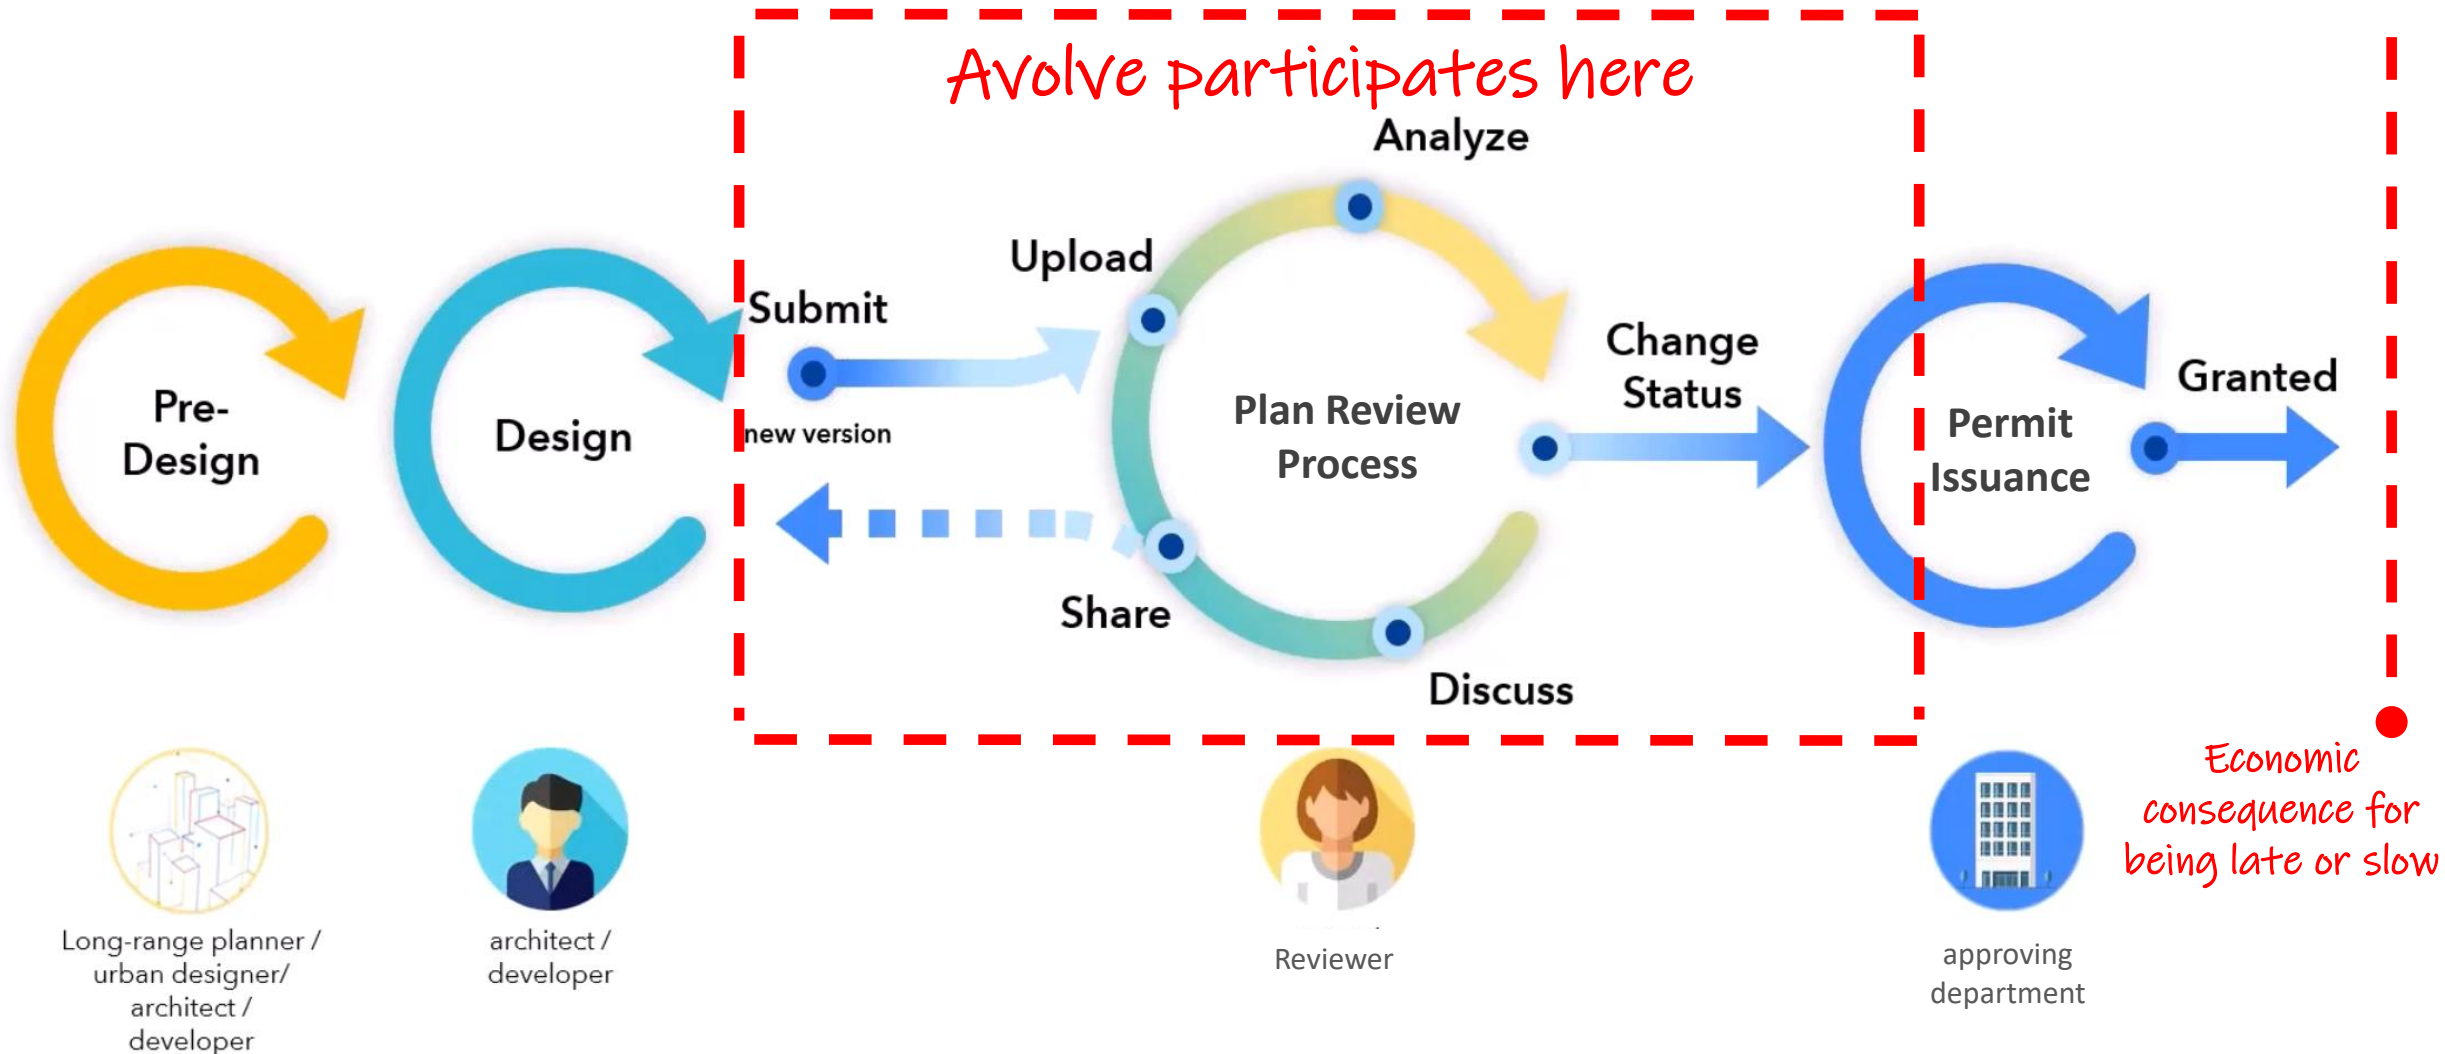 Avolve participates here
Analyze
Upload
Submit
new version
Pre-
Design
Design
Plan Review
Process
Change
Status
Permit
Issuance
Granted
Share
Discuss
Economic
consequence for
being late or slow
Long-range planner /
urban designer/
architect /
developer
architect /
developer
Reviewer
approving
department